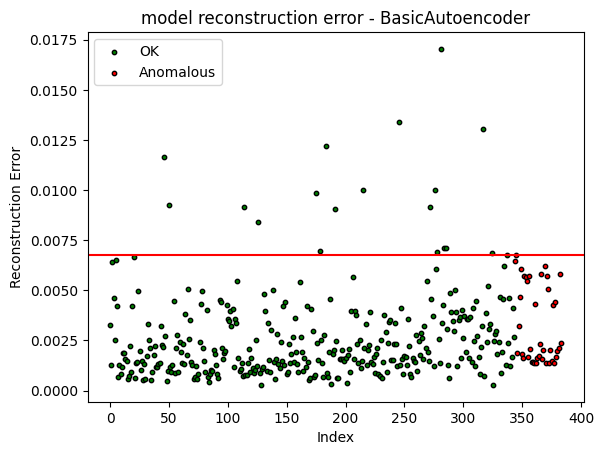 model reconstruction error - BasicAutoencoder
OK
Anomalous
Reconstruction Error
0.0175
0.0150
0.0125
0.0100
0.0075
0.0050
0.0025
0.0000
0 50 100 150 200 250 300 350 400
Index